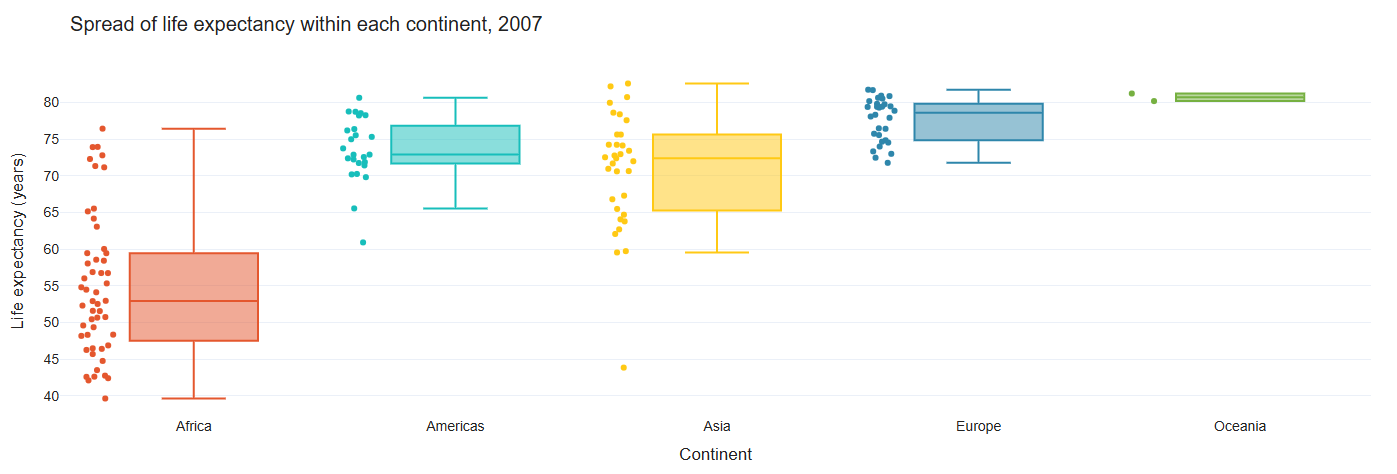 Spread of life expectancy within each continent, 2007
Life expectancy (years)
80
75
70
65
60
55
50
45
40
Africa
Americas
Asia
Europe
Oceania
Continent